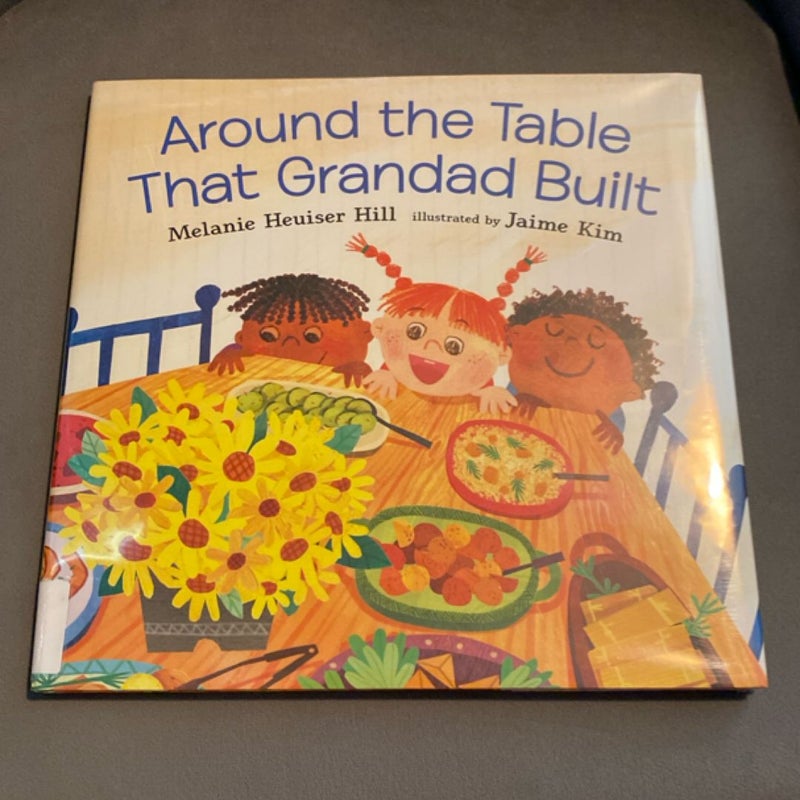 Around the Table
That Grandad Built
Melanie Heuiser Hill illustrated by Jaime Kim